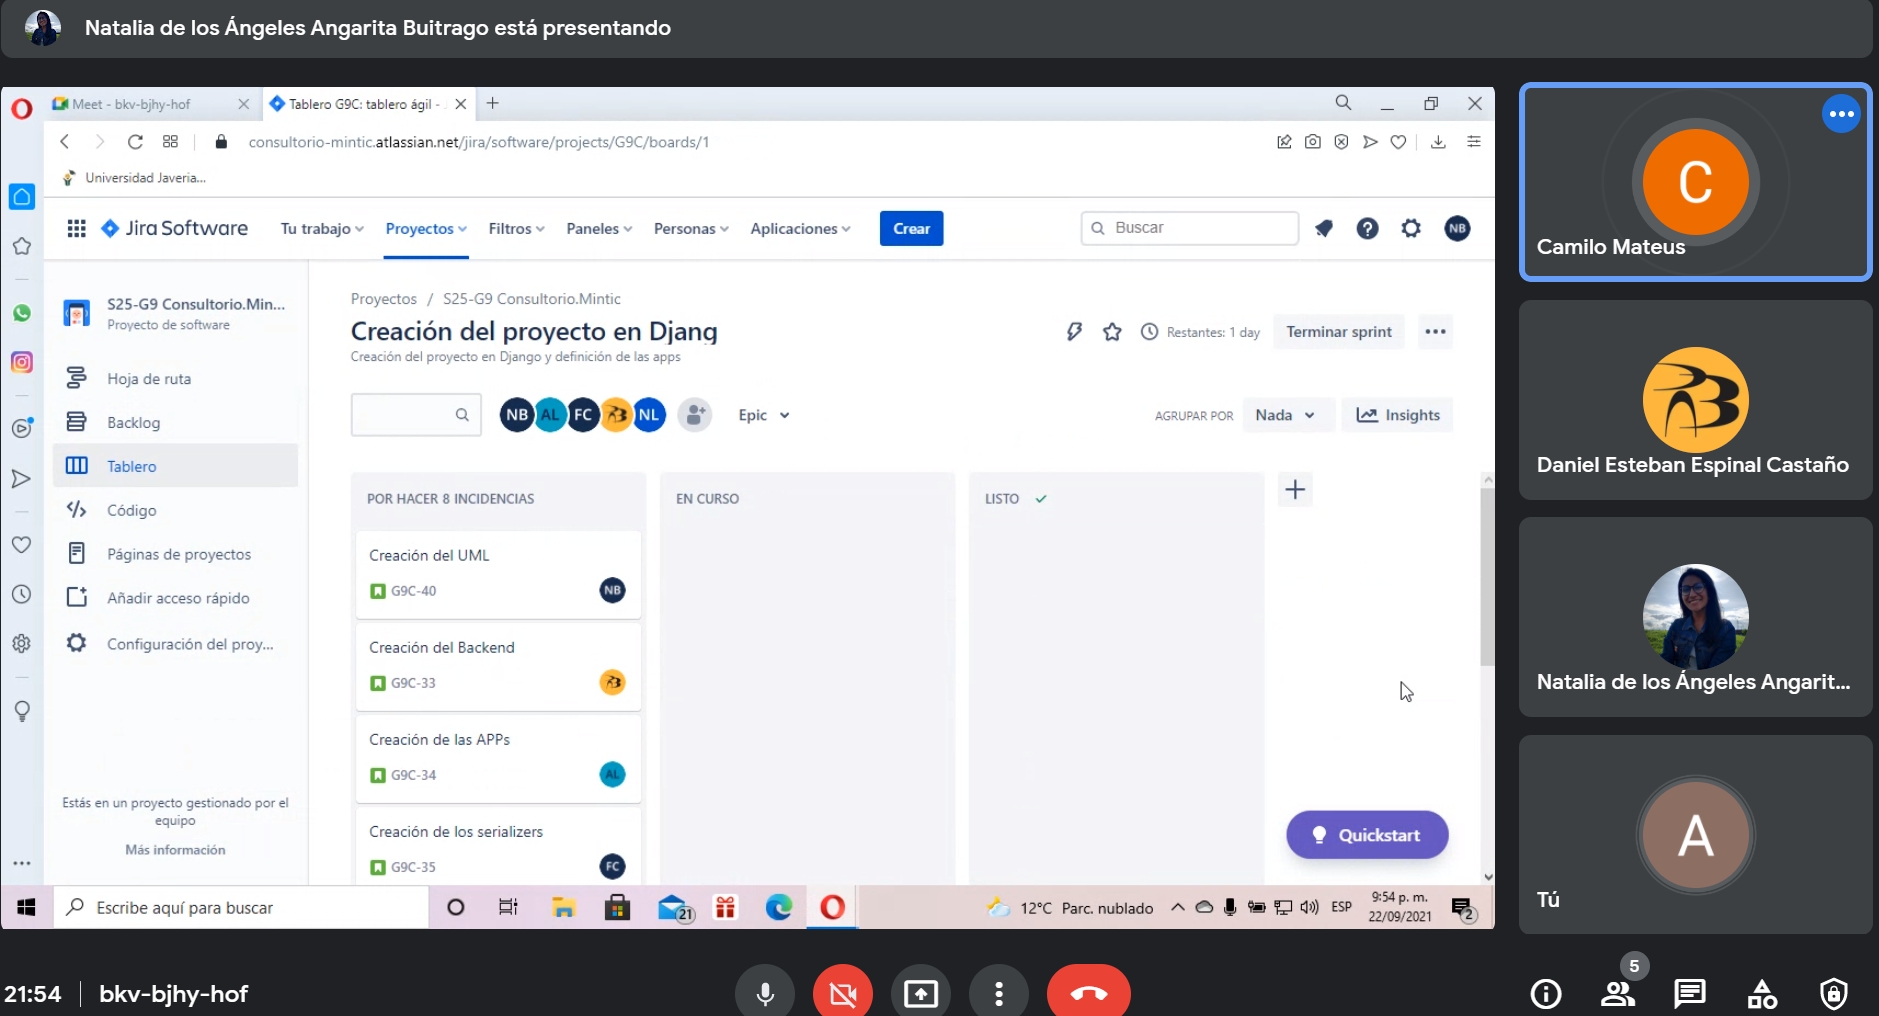 Natalia de los Ángeles Angarita Buitrago está presentando
Meet - bkv-bjhy-hof
Tablero G9C: tablero ágil -
consultorio-mintic.atlassian.net/jira/software/projects/G9C/boards/1
Universidad Javeria...
Jira Software
Tu trabajo
Proyectos
Filtros
Paneles
Personas
Aplicaciones
Crear
Buscar
NB
S25-G9 Consultorio.Min...
Proyecto de software
Hoja de ruta
Backlog
Tablero
Código
Páginas de proyectos
Añadir acceso rápido
Configuración del proy...
Estás en un proyecto gestionado por el
equipo
Más información
Proyectos / S25-G9 Consultorio.Mintic
Creación del proyecto en Djang
Creación del proyecto en Django y definición de las apps
Restantes: 1 day
Terminar sprint
NB AL FC NL
Epic
AGRUPAR POR
Nada
Insights
POR HACER 8 INCIDENCIAS
EN CURSO
LISTO
Creación del UML
G9C-40
NB
Creación del Backend
G9C-33
Creación de las APPs
G9C-34
AL
Creación de los serializers
G9C-35
FC
Quickstart
Escribe aquí para buscar
21
12°C Parc. nublado
ESP
9:54 p. m.
22/09/2021
2
C
Camilo Mateus
Daniel Esteban Espinal Castaño
Natalia de los Ángeles Angarit...
A
Tú
21:54
bkv-bjhy-hof
5